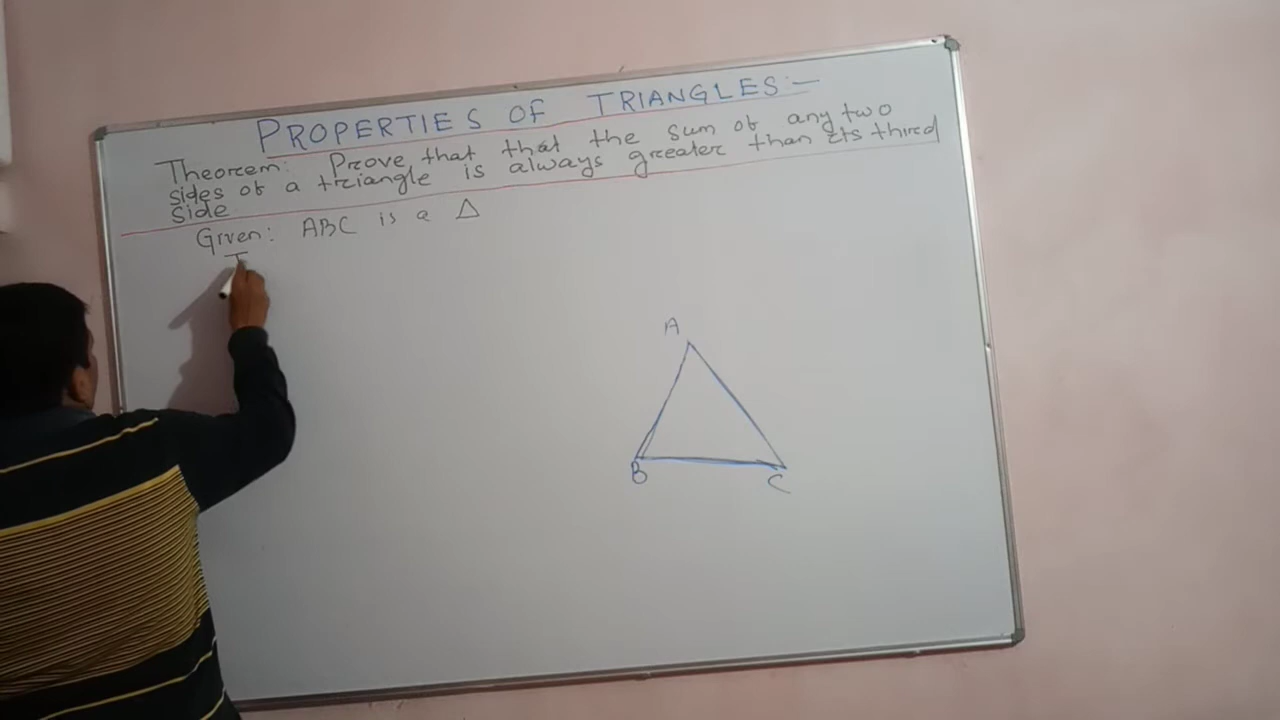 PROPERTIES OF TRIANGLES:-
Theorem: Prove that that the sum of any two
sides of a triangle is always greater than its thired
side
Given: ABC is a △
T
A
B
C